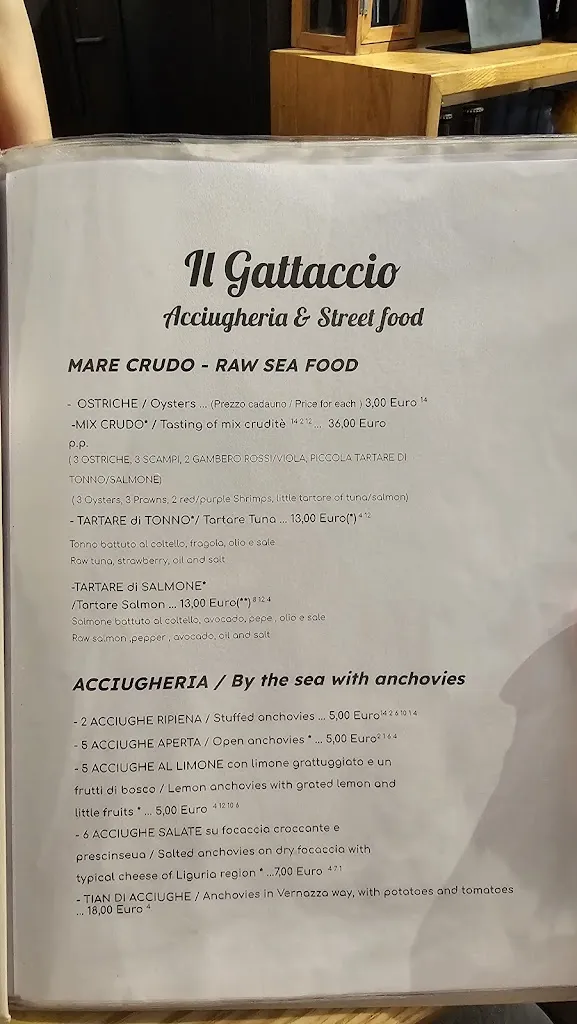 Il Gattaccio
Acciugheria & Street food
MARE CRUDO - RAW SEA FOOD
- OSTRICHE / Oysters ... (Prezzo cadauno / Price for each ) 3,00 Euro 14
-MIX CRUDO* / Tasting of mix cruditè 14 2 12 ... 36,00 Euro
p.p.
( 3 OSTRICHE, 3 SCAMPI, 2 GAMBERO ROSSI/VIOLA, PICCOLA TARTARE DI
TONNO/SALMONE)
( 3 Oysters, 3 Prawns, 2 red/purple Shrimps, little tartare of tuna/salmon)
- TARTARE di TONNO*/ Tartare Tuna ... 13,00 Euro(*) 4 12
Tonno battuto al coltello, fragola, olio e sale
Raw tuna, strawberry, oil and salt
-TARTARE di SALMONE*
/Tartare Salmon ... 13,00 Euro(**) 8 12 4
Salmone battuto al coltello, avocado, pepe , olio e sale
Raw salmon ,pepper , avocado, oil and salt
ACCIUGHERIA / By the sea with anchovies
- 2 ACCIUGHE RIPIENA / Stuffed anchovies ... 5,00 Euro 14 2 6 10 1 4
- 5 ACCIUGHE APERTA / Open anchovies * ... 5,00 Euro 2 1 6 4
- 5 ACCIUGHE AL LIMONE con limone grattuggiato e un
frutti di bosco / Lemon anchovies with grated lemon and
little fruits * ... 5,00 Euro 4 12 10 6
- 6 ACCIUGHE SALATE su focaccia croccante e
prescinseua / Salted anchovies on dry focaccia with
typical cheese of Liguria region * ...7,00 Euro 4 7 1
- TIAN DI ACCIUGHE / Anchovies in Vernazza way, with potatoes and tomatoes
... 18,00 Euro 4